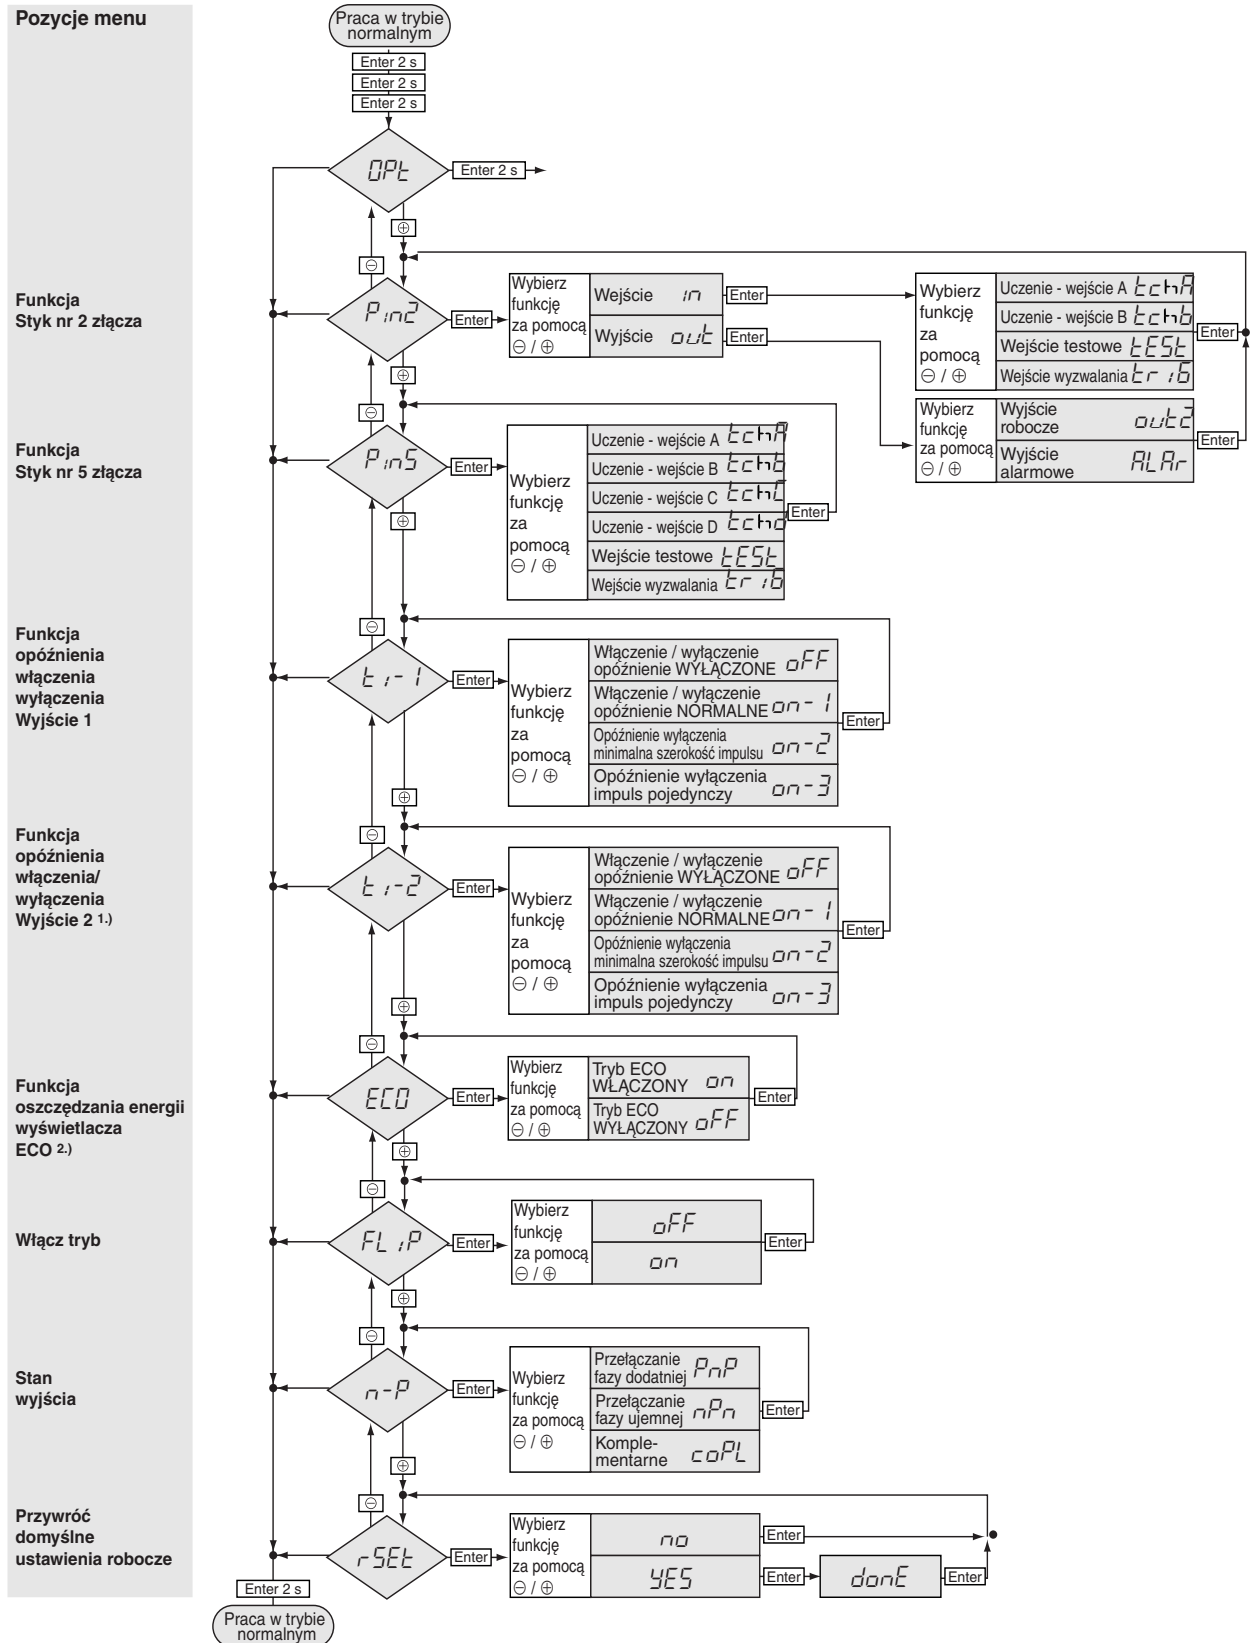 Pozycje menu
Praca w trybie
normalnym
Enter 2 s
Enter 2 s
Enter 2 s
OPt
Enter 2 s
⊕
⊖
Funkcja
Styk nr 2 złącza
Pin2
Enter
Wybierz
funkcję
za pomocą
⊖ / ⊕
Wejście in
Enter
Wyjście out
Enter
Wybierz
funkcję
za
pomocą
⊖ / ⊕
Uczenie - wejście A tchA
Uczenie - wejście B tchb
Wejście testowe tESt
Wejście wyzwalania triG
Enter
Wybierz
funkcję
za pomocą
⊖ / ⊕
Wyjście
robocze out2
Wyjście
alarmowe ALAr
Enter
⊕
⊖
Funkcja
Styk nr 5 złącza
Pin5
Enter
Wybierz
funkcję
za
pomocą
⊖ / ⊕
Uczenie - wejście A tchA
Uczenie - wejście B tchb
Uczenie - wejście C tchC
Uczenie - wejście D tchd
Wejście testowe tESt
Wejście wyzwalania triG
Enter
⊕
⊖
Funkcja
opóźnienia
włączenia
wyłączenia
Wyjście 1
ti-1
Enter
Wybierz
funkcję
za
pomocą
⊖ / ⊕
Włączenie / wyłączenie
opóźnienie WYŁĄCZONE oFF
Włączenie / wyłączenie
opóźnienie NORMALNE on-1
Opóźnienie wyłączenia
minimalna szerokość impulsu on-2
Opóźnienie wyłączenia
impuls pojedynczy on-3
Enter
⊕
⊖
Funkcja
opóźnienia
włączenia/
wyłączenia
Wyjście 2 1.)
ti-2
Enter
Wybierz
funkcję
za
pomocą
⊖ / ⊕
Włączenie / wyłączenie
opóźnienie WYŁĄCZONE oFF
Włączenie / wyłączenie
opóźnienie NORMALNE on-1
Opóźnienie wyłączenia
minimalna szerokość impulsu on-2
Opóźnienie wyłączenia
impuls pojedynczy on-3
Enter
⊕
⊖
Funkcja
oszczędzania energii
wyświetlacza
ECO 2.)
ECO
Enter
Wybierz
funkcję
za pomocą
⊖ / ⊕
Tryb ECO
WŁĄCZONY on
Tryb ECO
WYŁĄCZONY oFF
Enter
⊕
⊖
Włącz tryb
FLiP
Enter
Wybierz
funkcję
za pomocą
⊖ / ⊕
oFF
on
Enter
⊕
⊖
Stan
wyjścia
n-P
Enter
Wybierz
funkcję
za pomocą
⊖ / ⊕
Przełączanie
fazy dodatniej PnP
Przełączanie
fazy ujemnej nPn
Komple-
mentarne coPL
Enter
⊕
⊖
Przywróć
domyślne
ustawienia robocze
rSEt
Enter
Wybierz
funkcję
za pomocą
⊖ / ⊕
no
Enter
YES
Enter
donE
Enter
Enter 2 s
Praca w trybie
normalnym